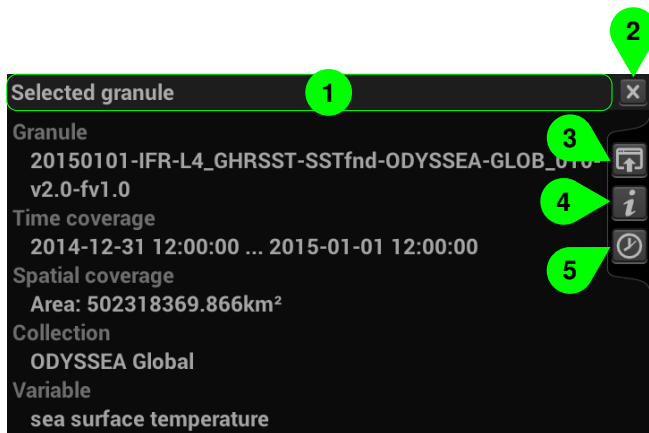 2
Selected granule
1
x
Granule
3
20150101-IFR-L4_GHRSST-SSTfnd-ODYSSEA-GLOB_010-
v2.0-fv1.0
4
i
Time coverage
2014-12-31 12:00:00 ... 2015-01-01 12:00:00
5
Spatial coverage
Area: 502318369.866km²
Collection
ODYSSEA Global
Variable
sea surface temperature